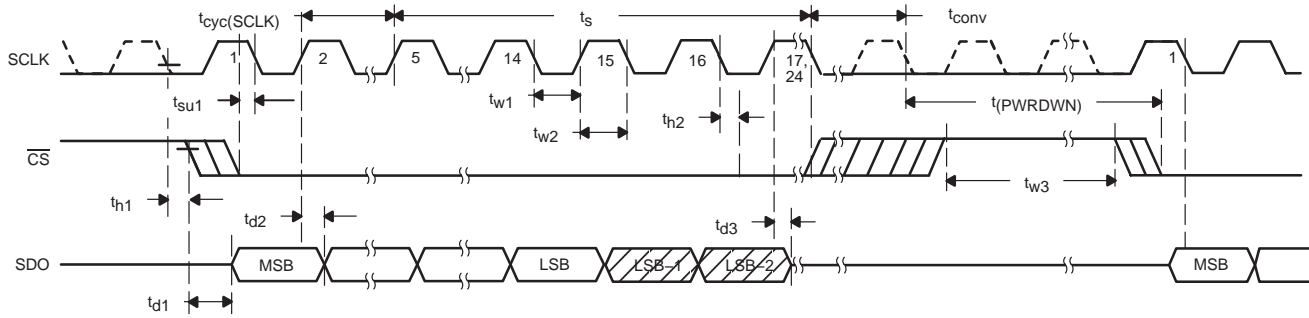 tcyc(SCLK)
ts
tconv
SCLK
1
2
5
14
15
16
17,
24
1
tsu1
tw1
tw2
th2
t(PWRDWN)
CS
th1
td2
tw3
td3
SDO
MSB
LSB
LSB–1
LSB–2
MSB
td1